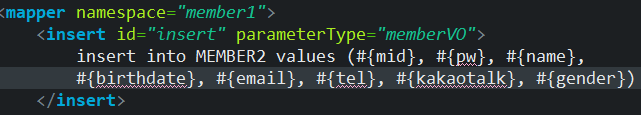 <mapper namespace="member1">
<insert id="insert" parameterType="memberVO">
insert into MEMBER2 values (#{mid}, #{pw}, #{name},
#{birthdate}, #{email}, #{tel}, #{kakaotalk}, #{gender})
</insert>